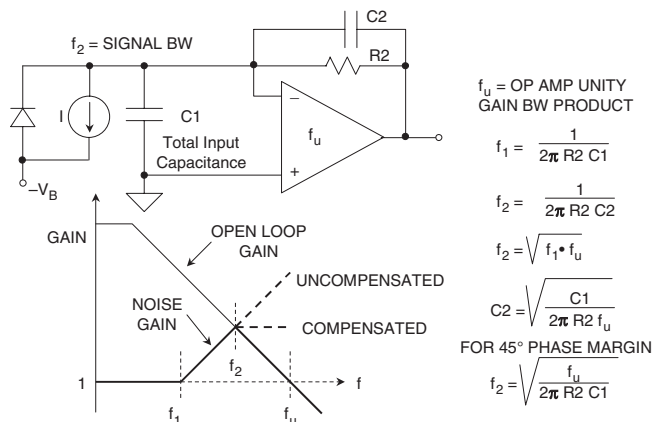 C2
f2 = SIGNAL BW
R2
I
C1
–
fu
Total Input
Capacitance
+
–VB
fu = OP AMP UNITY
GAIN BW PRODUCT
f1 = 1 / 2π R2 C1
f2 = 1 / 2π R2 C2
f2 = √ f1 • fu
C2 = √ C1 / 2π R2 fu
FOR 45° PHASE MARGIN
f2 = √ fu / 2π R2 C1
GAIN
OPEN LOOP
GAIN
UNCOMPENSATED
NOISE
GAIN
COMPENSATED
f2
1
f
f1
fu